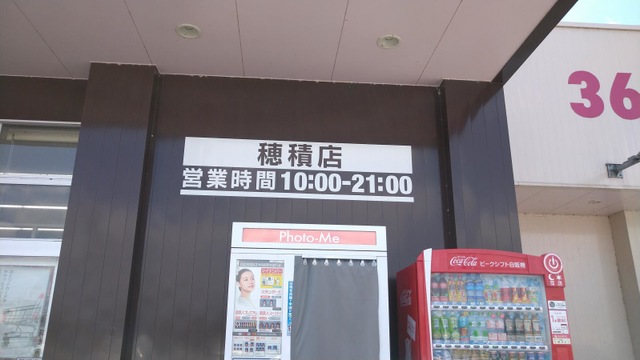 穂積店
営業時間 10:00-21:00
36
Photo-Me
Coca-Cola ピークシフト自販機